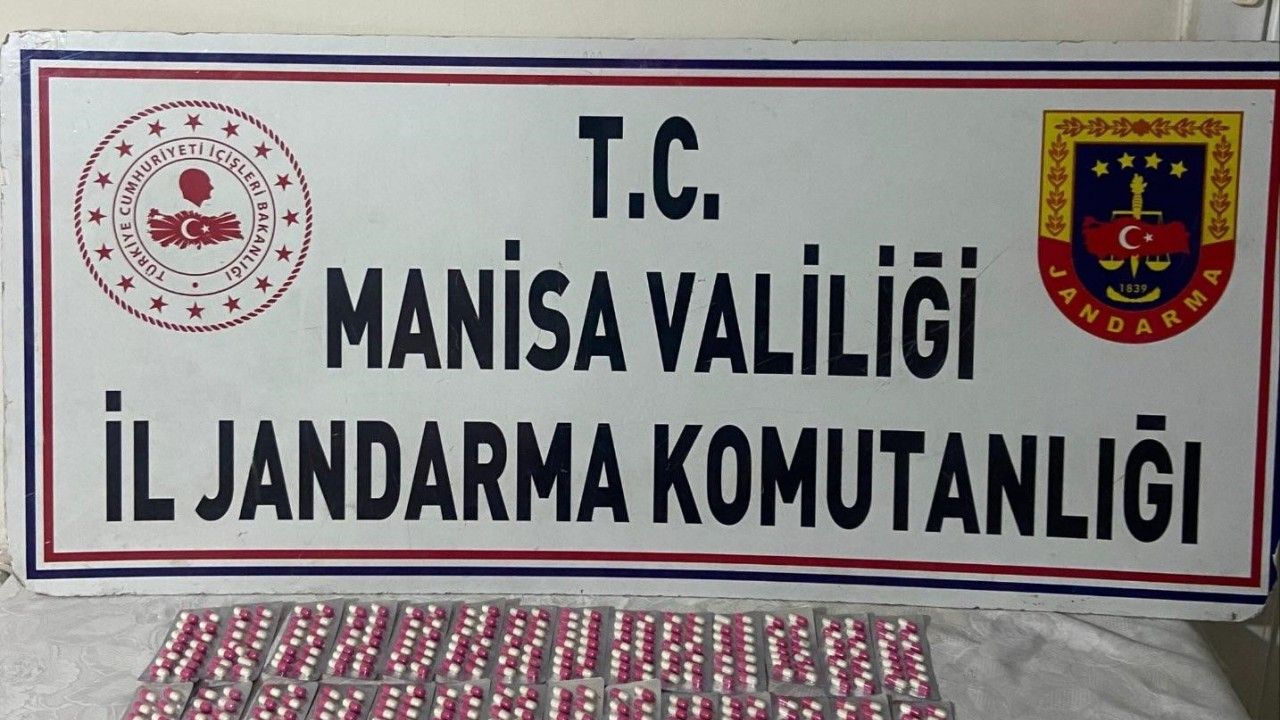 T.C.
MANİSA VALİLİĞİ
İL JANDARMA KOMUTANLIĞI
TÜRKİYE CUMHURİYETİ İÇİŞLERİ BAKANLIĞI
1839
JANDARMA